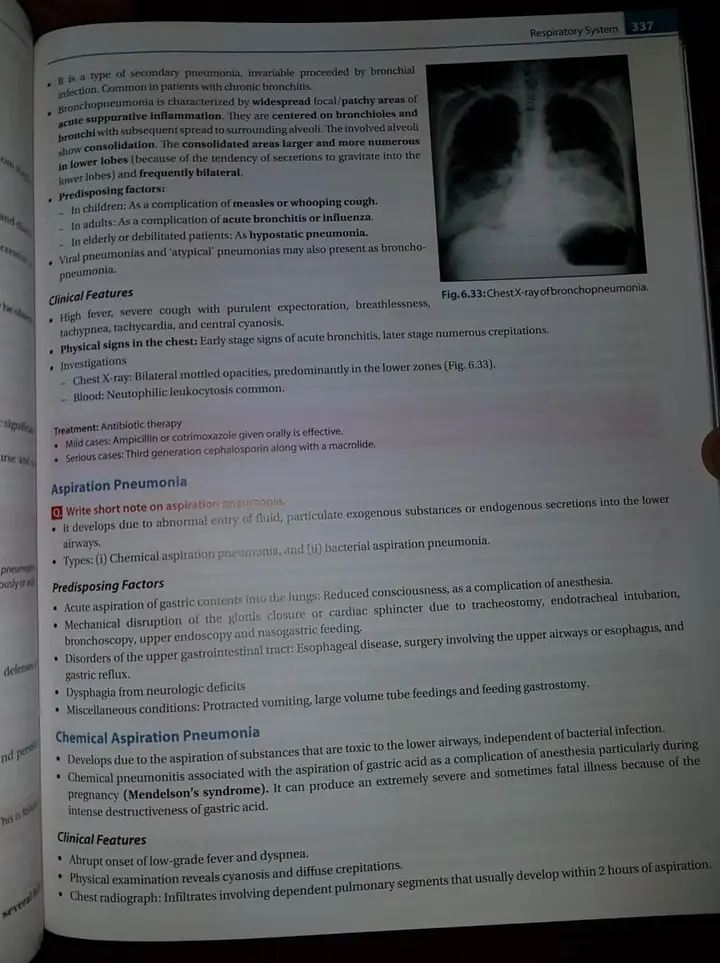 Respiratory System 337
• It is a type of secondary pneumonia, invariable proceeded by bronchial
infection. Common in patients with chronic bronchitis.
• Bronchopneumonia is characterized by widespread focal/patchy areas of
acute suppurative inflammation. They are centered on bronchioles and
bronchi with subsequent spread to surrounding alveoli. The involved alveoli
show consolidation. The consolidated areas larger and more numerous
in lower lobes (because of the tendency of secretions to gravitate into the
lower lobes) and frequently bilateral.
• Predisposing factors:
– In children: As a complication of measles or whooping cough.
– In adults: As a complication of acute bronchitis or influenza.
– In elderly or debilitated patients: As hypostatic pneumonia.
• Viral pneumonias and 'atypical' pneumonias may also present as broncho-
pneumonia.
Fig. 6.33: Chest X-ray of bronchopneumonia.
Clinical Features
• High fever, severe cough with purulent expectoration, breathlessness,
tachypnea, tachycardia, and central cyanosis.
• Physical signs in the chest: Early stage signs of acute bronchitis, later stage numerous crepitations.
• Investigations
– Chest X-ray: Bilateral mottled opacities, predominantly in the lower zones (Fig. 6.33).
– Blood: Neutophilic leukocytosis common.
Treatment: Antibiotic therapy
• Mild cases: Ampicillin or cotrimoxazole given orally is effective.
• Serious cases: Third generation cephalosporin along with a macrolide.
Aspiration Pneumonia
Q. Write short note on aspiration pneumonia.
• It develops due to abnormal entry of fluid, particulate exogenous substances or endogenous secretions into the lower
airways.
• Types: (i) Chemical aspiration pneumonia, and (ii) bacterial aspiration pneumonia.
Predisposing Factors
• Acute aspiration of gastric contents into the lungs: Reduced consciousness, as a complication of anesthesia.
• Mechanical disruption of the glottis closure or cardiac sphincter due to tracheostomy, endotracheal intubation,
bronchoscopy, upper endoscopy and nasogastric feeding.
• Disorders of the upper gastrointestinal tract: Esophageal disease, surgery involving the upper airways or esophagus, and
gastric reflux.
• Dysphagia from neurologic deficits
• Miscellaneous conditions: Protracted vomiting, large volume tube feedings and feeding gastrostomy.
Chemical Aspiration Pneumonia
• Develops due to the aspiration of substances that are toxic to the lower airways, independent of bacterial infection.
• Chemical pneumonitis associated with the aspiration of gastric acid as a complication of anesthesia particularly during
pregnancy (Mendelson's syndrome). It can produce an extremely severe and sometimes fatal illness because of the
intense destructiveness of gastric acid.
Clinical Features
• Abrupt onset of low-grade fever and dyspnea.
• Physical examination reveals cyanosis and diffuse crepitations.
• Chest radiograph: Infiltrates involving dependent pulmonary segments that usually develop within 2 hours of aspiration.